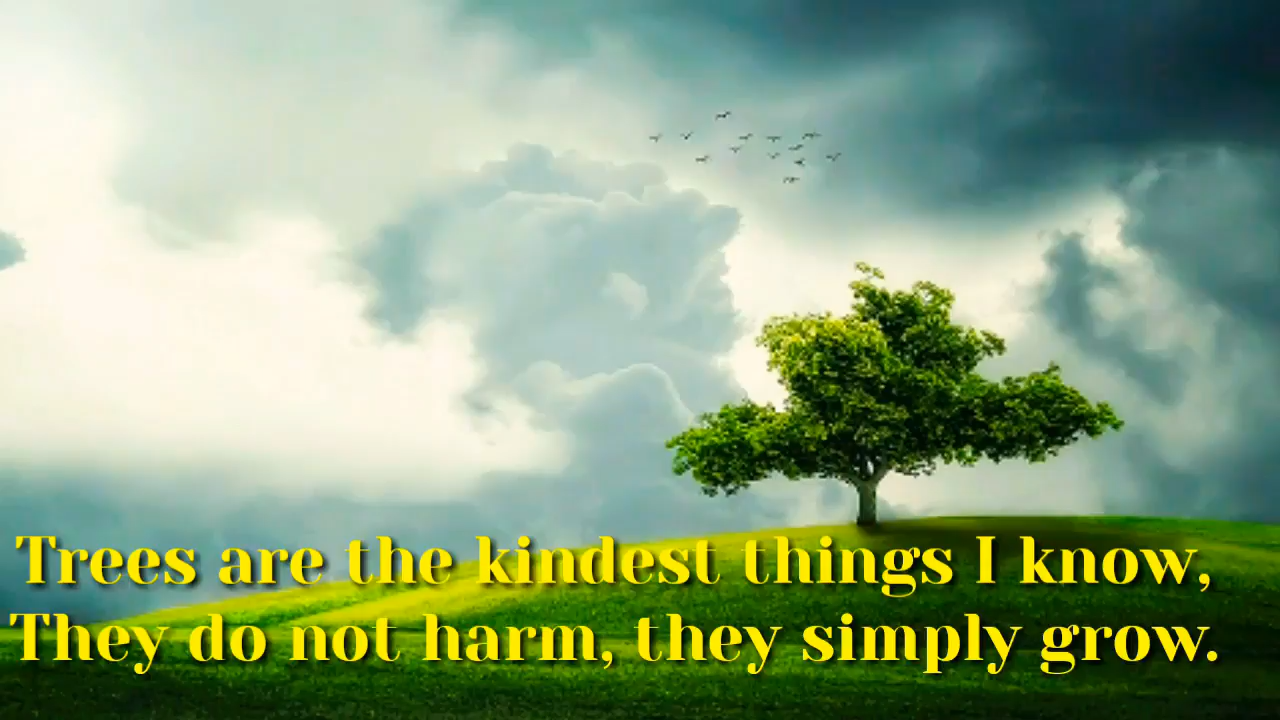 Trees are the kindest things I know,
They do not harm, they simply grow.